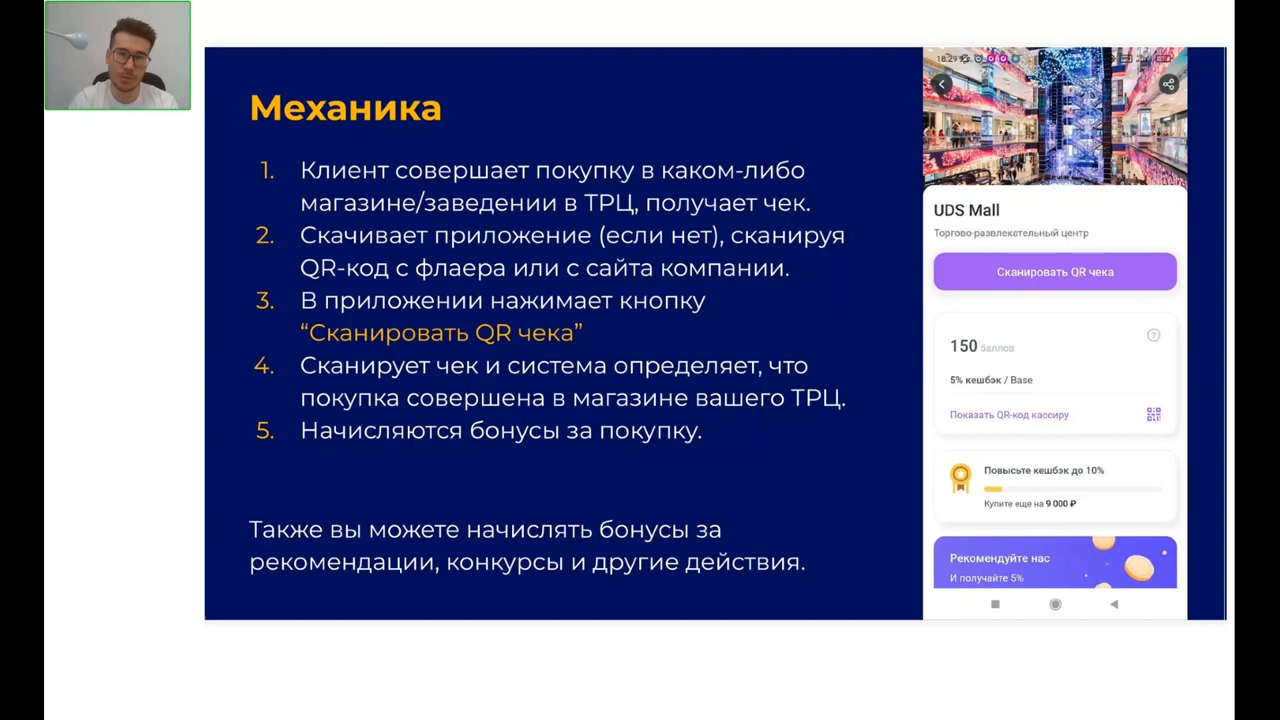 Механика
1. Клиент совершает покупку в каком-либо
магазине/заведении в ТРЦ, получает чек.
2. Скачивает приложение (если нет), сканируя
QR-код с флаера или с сайта компании.
3. В приложении нажимает кнопку
“Сканировать QR чека”
4. Сканирует чек и система определяет, что
покупка совершена в магазине вашего ТРЦ.
5. Начисляются бонусы за покупку.
Также вы можете начислять бонусы за
рекомендации, конкурсы и другие действия.
18:29
UDS Mall
Торгово-развлекательный центр
Сканировать QR чека
150 баллов
5% кешбэк / Base
Показать QR-код кассиру
Повысьте кешбэк до 10%
Купите еще на 9 000 ₽
Рекомендуйте нас
И получайте 5%